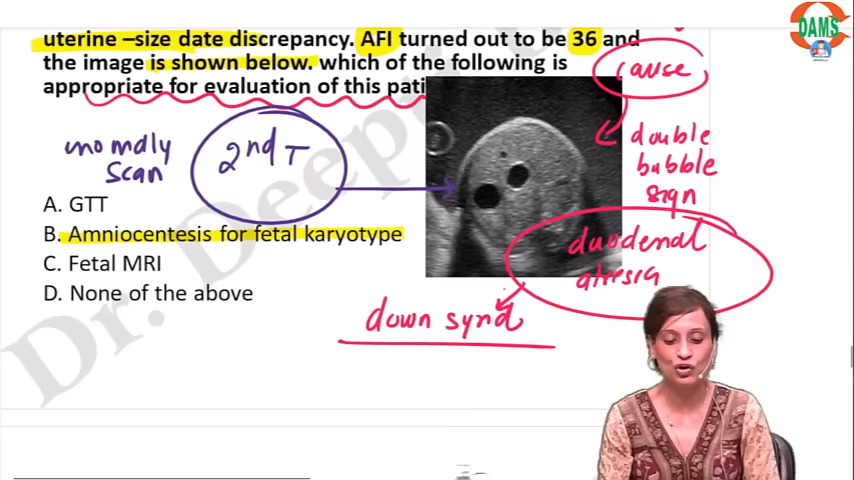 DAMS
uterine –size date discrepancy. AFI turned out to be 36 and
the image is shown below. which of the following is
appropriate for evaluation of this pati
cause
double
bubble
sign
duodenal
atresia
down synd
2nd T
Scan
A. GTT
B. Amniocentesis for fetal karyotype
C. Fetal MRI
D. None of the above